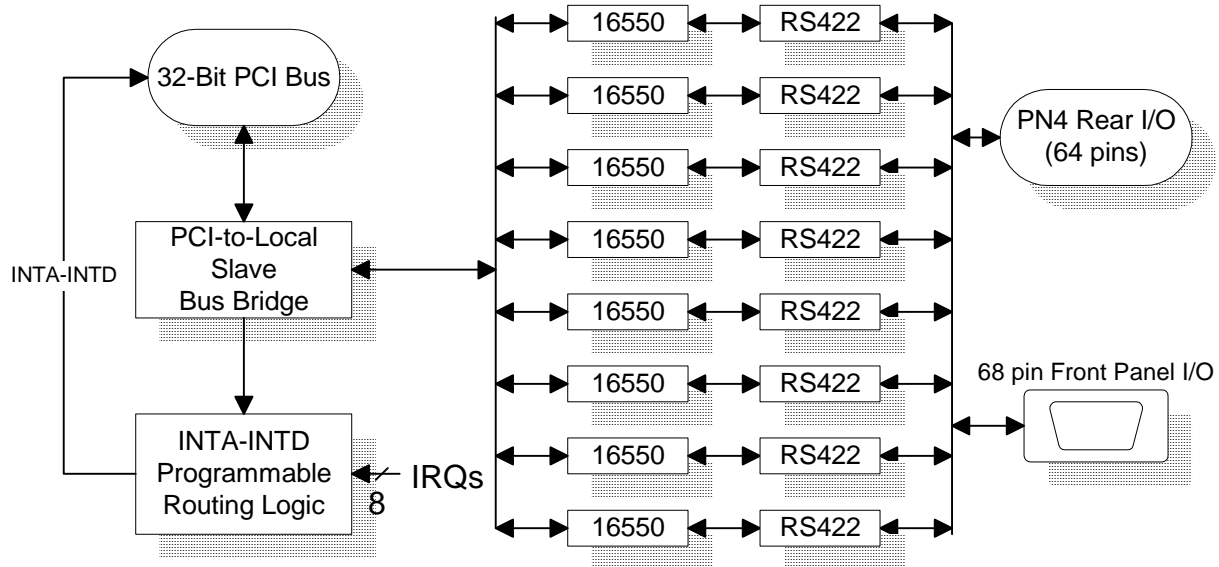 32-Bit PCI Bus
INTA-INTD
PCI-to-Local
Slave
Bus Bridge
INTA-INTD
Programmable
Routing Logic
IRQs
8
16550 RS422
16550 RS422
16550 RS422
16550 RS422
16550 RS422
16550 RS422
16550 RS422
16550 RS422
PN4 Rear I/O
(64 pins)
68 pin Front Panel I/O